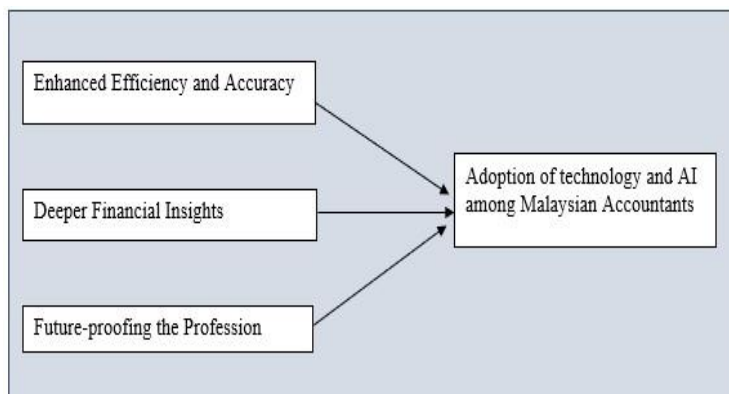 Enhanced Efficiency and Accuracy
Deeper Financial Insights
Future-proofing the Profession
Adoption of technology and AI
among Malaysian Accountants